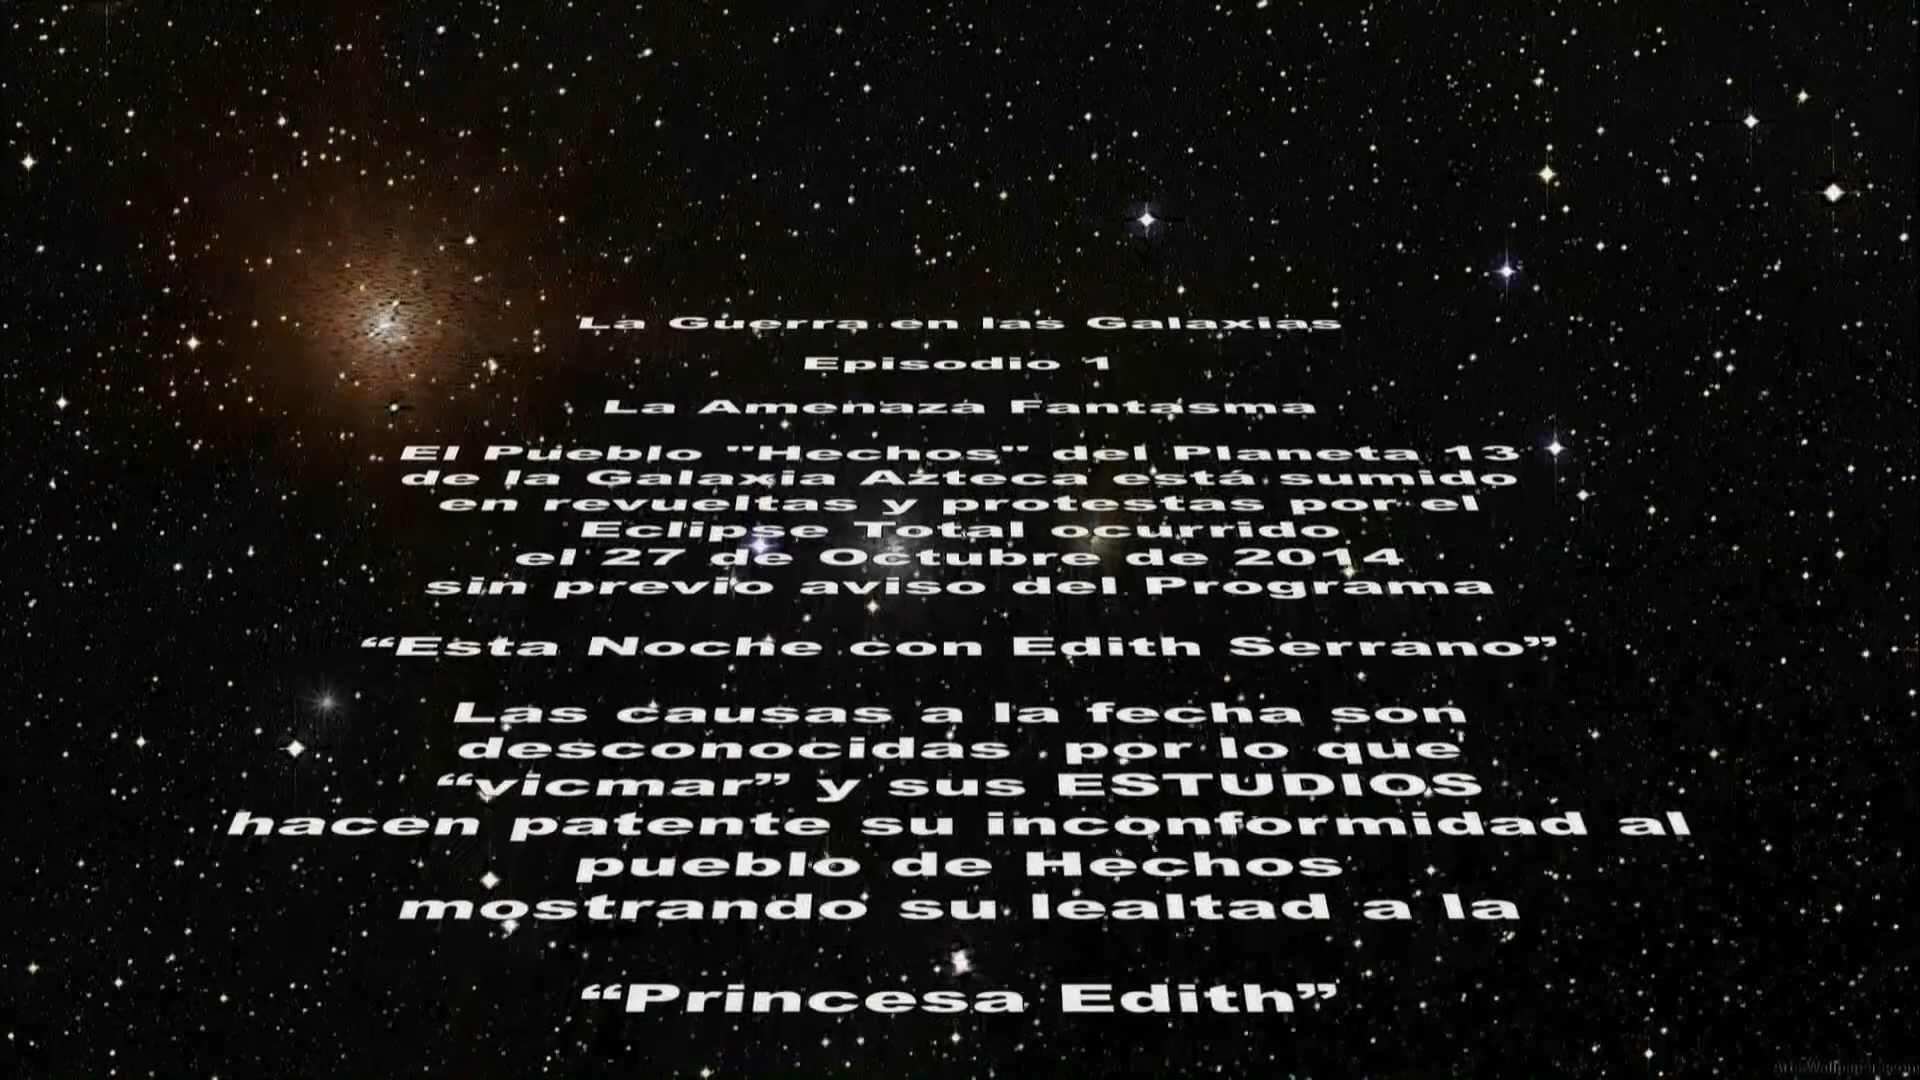 La Guerra en las Galaxias
Episodio 1
La Amenaza Fantasma
El Pueblo "Hechos" del Planeta 13
de la Galaxia Azteca está sumido
en revueltas y protestas por el
Eclipse Total ocurrido
el 27 de Octubre de 2014
sin previo aviso del Programa
“Esta Noche con Edith Serrano”
Las causas a la fecha son
desconocidas por lo que
“vicmar” y sus ESTUDIOS
hacen patente su inconformidad al
pueblo de Hechos
mostrando su lealtad a la
“Princesa Edith”